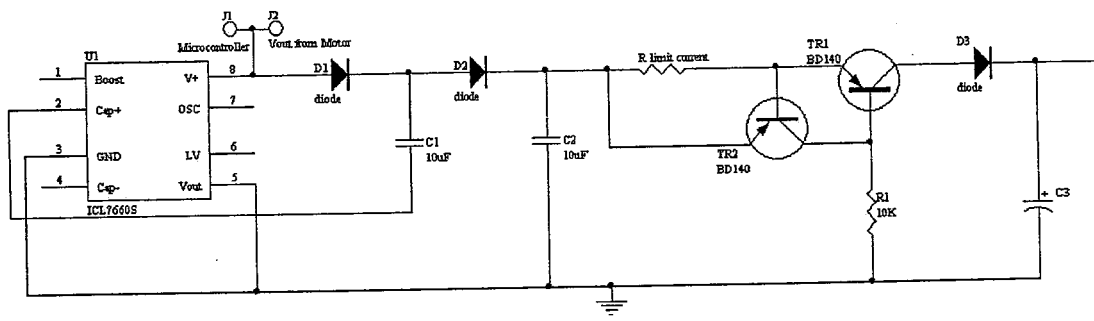 J1 J2
Microcontroller Vout from Motor
U1
1 Boost V+ 8
2 Cap+ OSC 7
3 GND LV 6
4 Cap- Vout 5
ICL7660S
D1
diode
D2
diode
C1
10uF
C2
10uF
R limit current
TR1
BD140
TR2
BD140
D3
diode
R1
10K
+ C3